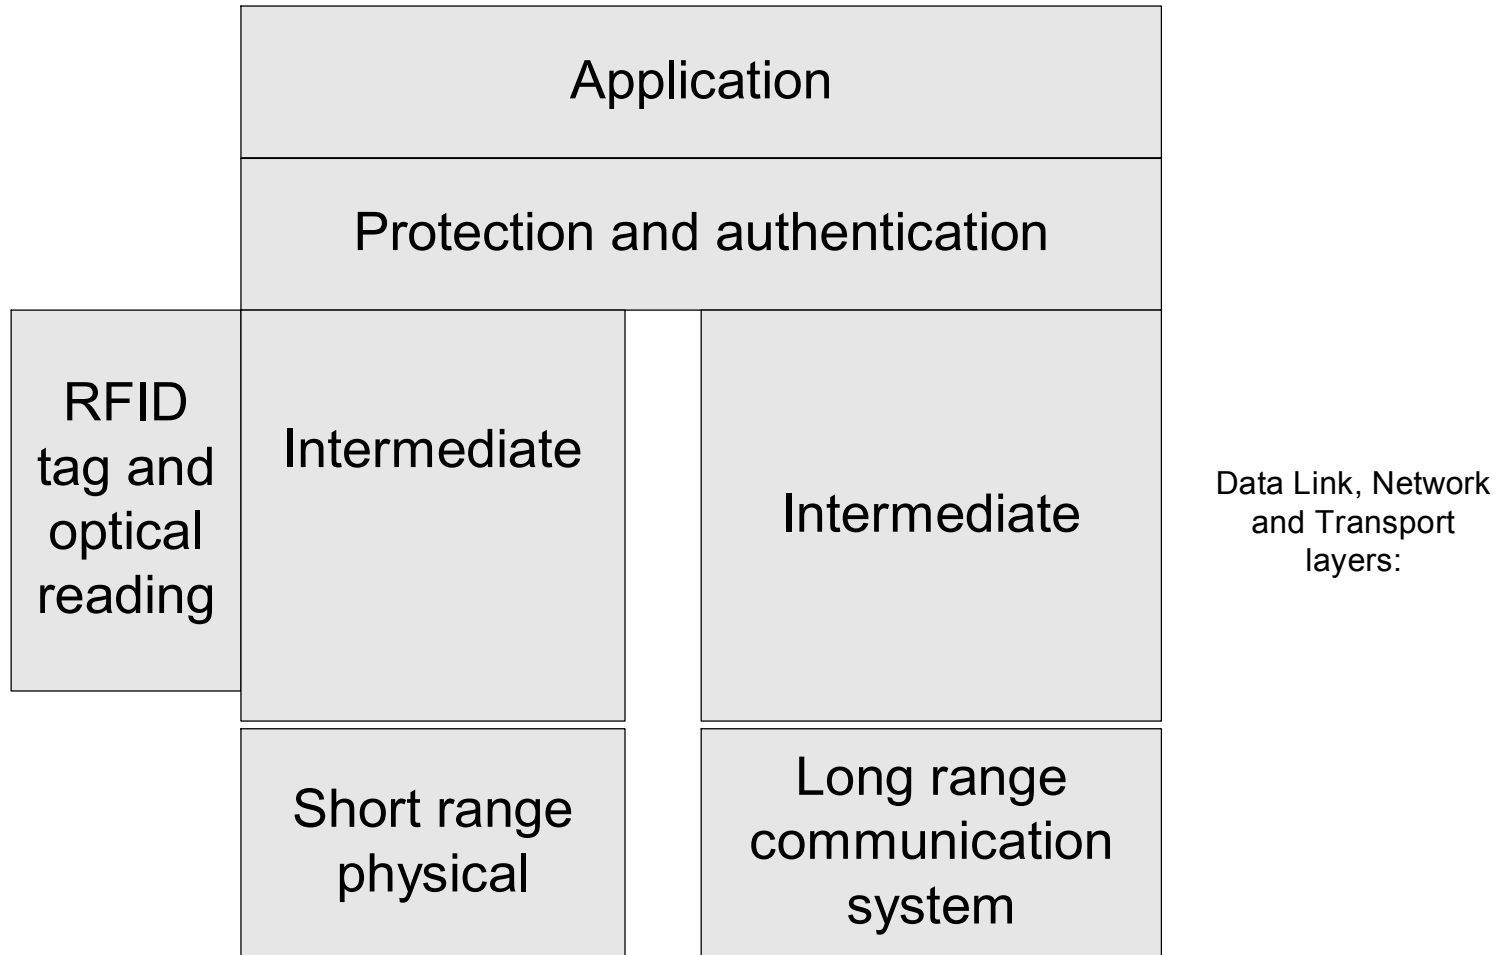 Application
Protection and authentication
RFID
tag and
optical
reading
Intermediate
Intermediate
Data Link, Network
and Transport
layers:
Short range
physical
Long range
communication
system